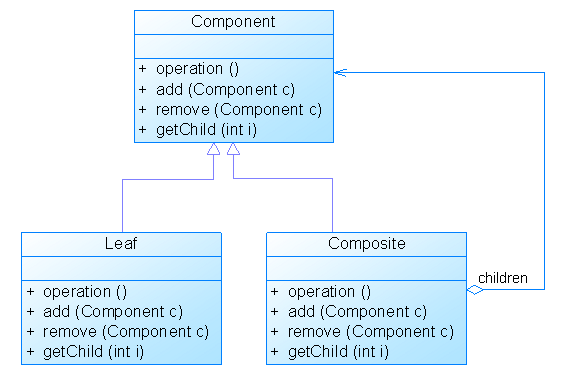 Component
+ operation ()
+ add (Component c)
+ remove (Component c)
+ getChild (int i)
Leaf
+ operation ()
+ add (Component c)
+ remove (Component c)
+ getChild (int i)
Composite
+ operation ()
+ add (Component c)
+ remove (Component c)
+ getChild (int i)
children